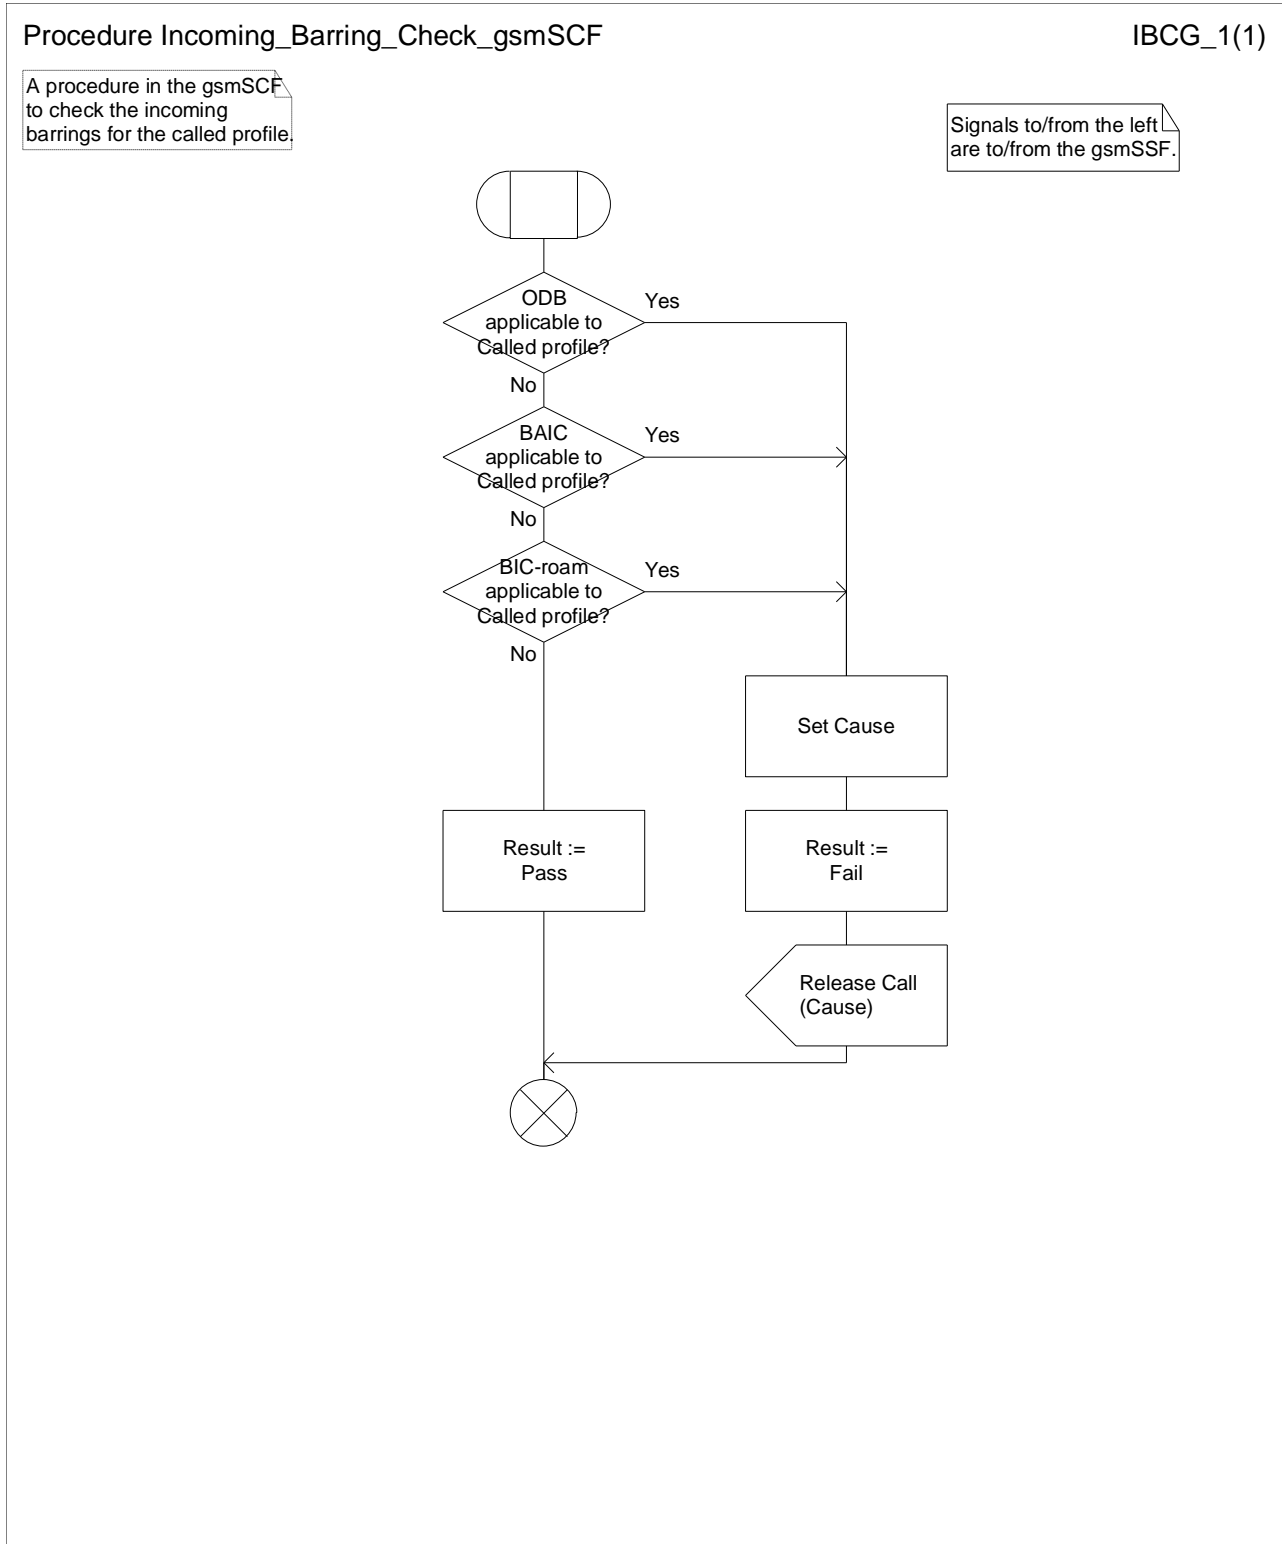 Procedure Incoming_Barring_Check_gsmSCF
IBCG_1(1)
A procedure in the gsmSCF
to check the incoming
barrings for the called profile.
Signals to/from the left
are to/from the gsmSSF.
ODB
applicable to
Called profile?
Yes
No
BAIC
applicable to
Called profile?
Yes
No
BIC-roam
applicable to
Called profile?
Yes
No
Set Cause
Result :=
Pass
Result :=
Fail
Release Call
(Cause)